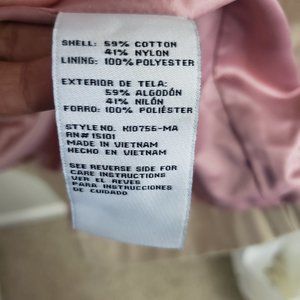 SHELL: 59% COTTON
41% NYLON
LINING: 100% POLYESTER
EXTERIOR DE TELA:
59% ALGODÓN
41% NILÓN
FORRO: 100% POLIÉSTER
STYLE NO. K10756-MA
RN# 15101
MADE IN VIETNAM
HECHO EN VIETNAM
SEE REVERSE SIDE FOR
CARE INSTRUCTIONS
VER EL REVES
PARA INSTRUCCIONES
DE CUIDADO